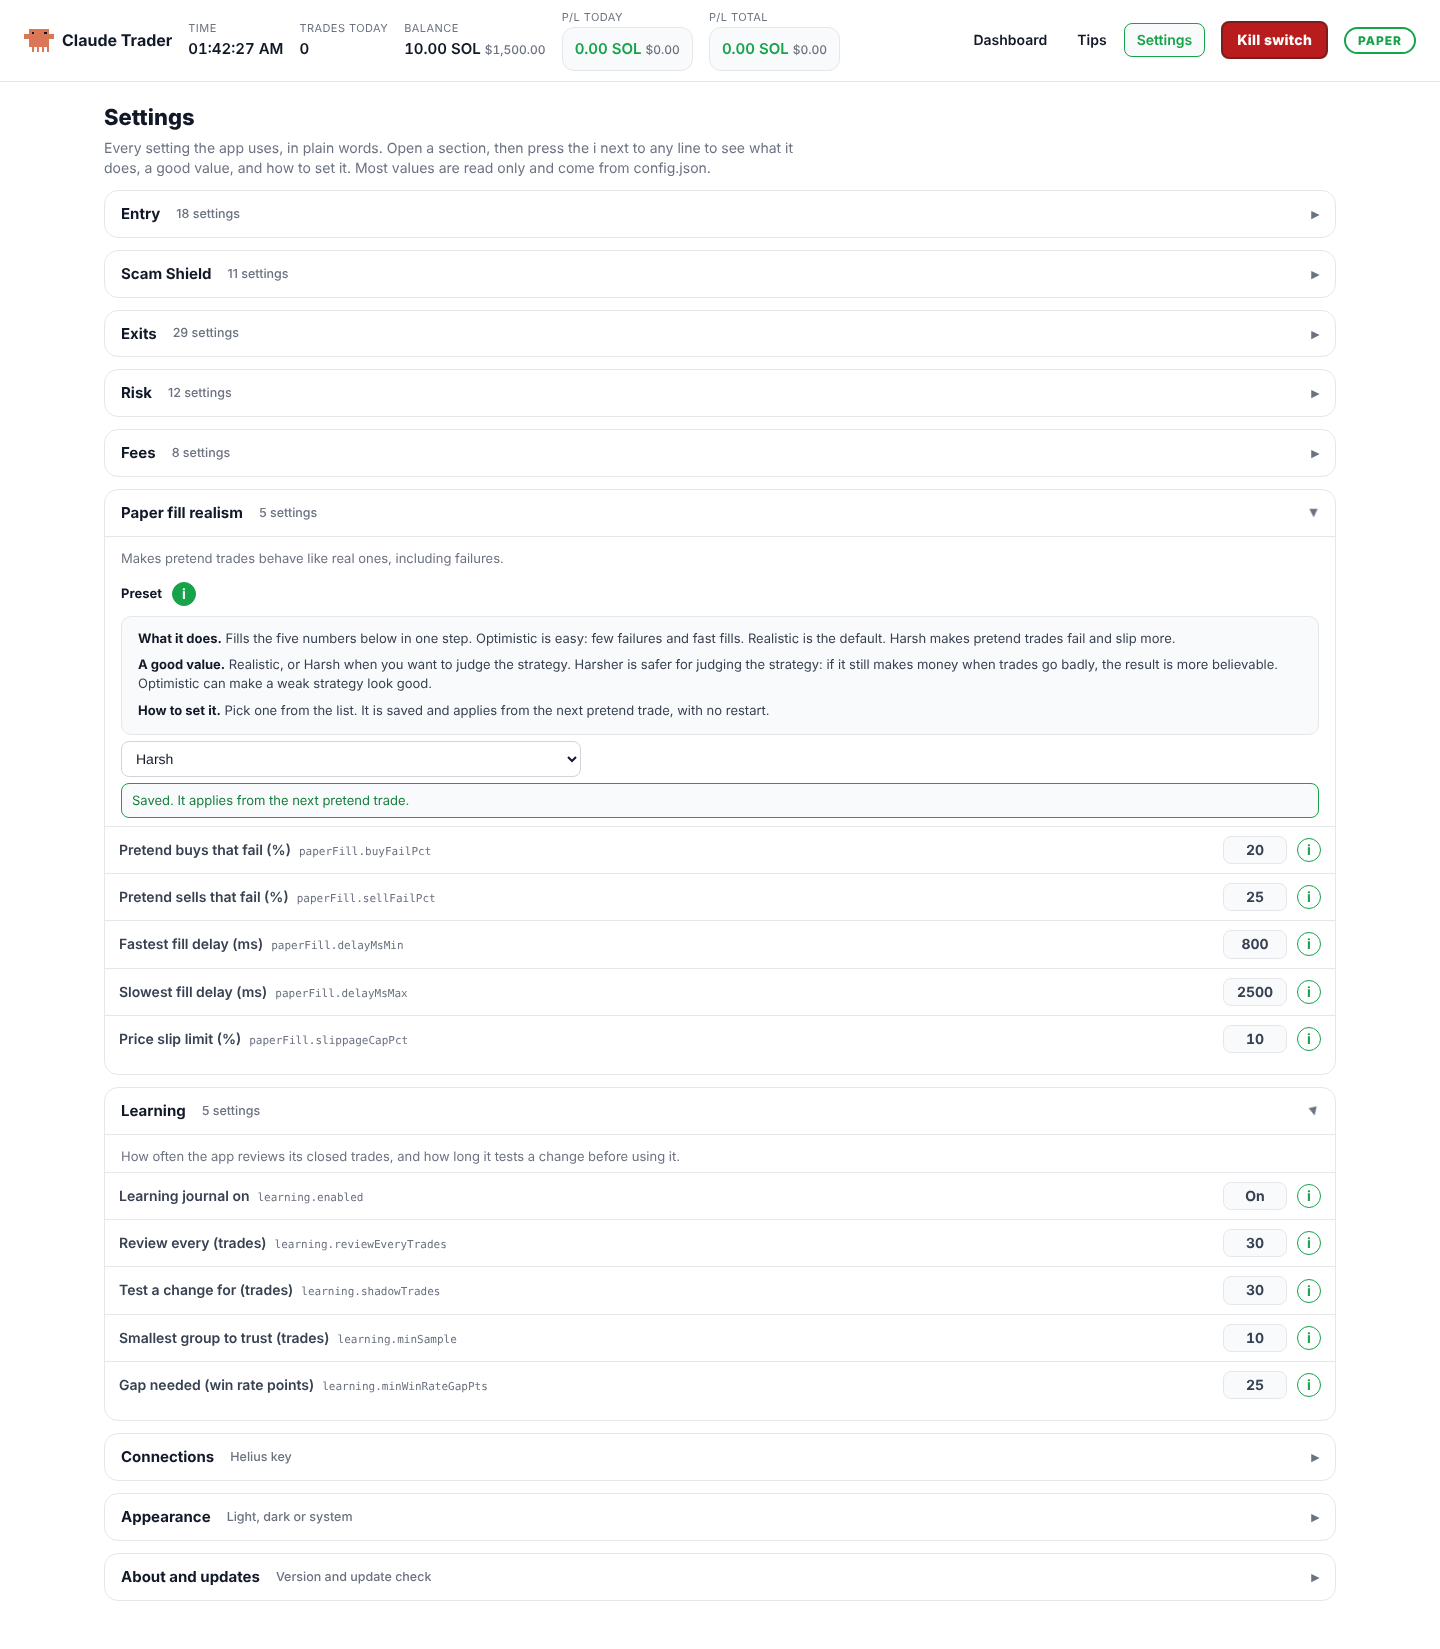 Claude Trader
TIME
01:42:27 AM
TRADES TODAY
0
BALANCE
10.00 SOL $1,500.00
P/L TODAY
0.00 SOL $0.00
P/L TOTAL
0.00 SOL $0.00
Dashboard
Tips
Settings
Kill switch
PAPER
Settings
Every setting the app uses, in plain words. Open a section, then press the i next to any line to see what it
does, a good value, and how to set it. Most values are read only and come from config.json.
Entry 18 settings
Scam Shield 11 settings
Exits 29 settings
Risk 12 settings
Fees 8 settings
Paper fill realism 5 settings
Makes pretend trades behave like real ones, including failures.
Preset i
What it does. Fills the five numbers below in one step. Optimistic is easy: few failures and fast fills. Realistic is the default. Harsh makes pretend trades fail and slip more.
A good value. Realistic, or Harsh when you want to judge the strategy. Harsher is safer for judging the strategy: if it still makes money when trades go badly, the result is more believable.
Optimistic can make a weak strategy look good.
How to set it. Pick one from the list. It is saved and applies from the next pretend trade, with no restart.
Harsh
Saved. It applies from the next pretend trade.
Pretend buys that fail (%) paperFill.buyFailPct 20 i
Pretend sells that fail (%) paperFill.sellFailPct 25 i
Fastest fill delay (ms) paperFill.delayMsMin 800 i
Slowest fill delay (ms) paperFill.delayMsMax 2500 i
Price slip limit (%) paperFill.slippageCapPct 10 i
Learning 5 settings
How often the app reviews its closed trades, and how long it tests a change before using it.
Learning journal on learning.enabled On i
Review every (trades) learning.reviewEveryTrades 30 i
Test a change for (trades) learning.shadowTrades 30 i
Smallest group to trust (trades) learning.minSample 10 i
Gap needed (win rate points) learning.minWinRateGapPts 25 i
Connections Helius key
Appearance Light, dark or system
About and updates Version and update check